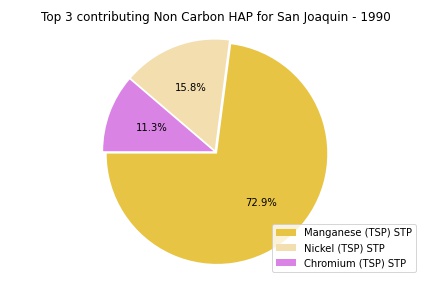 Top 3 contributing Non Carbon HAP for San Joaquin - 1990
15.8%
11.3%
72.9%
Manganese (TSP) STP
Nickel (TSP) STP
Chromium (TSP) STP